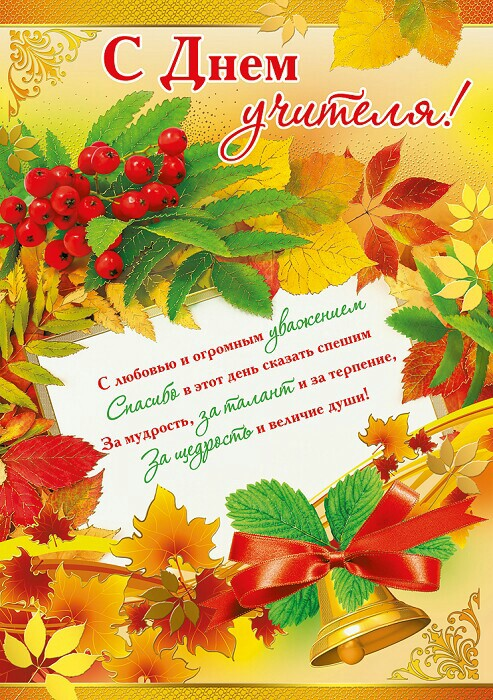 С Днем
учителя!
С любовью и огромным уважением
Спасибо в этот день сказать спешим
За мудрость, за талант и за терпение,
За щедрость и величие души!